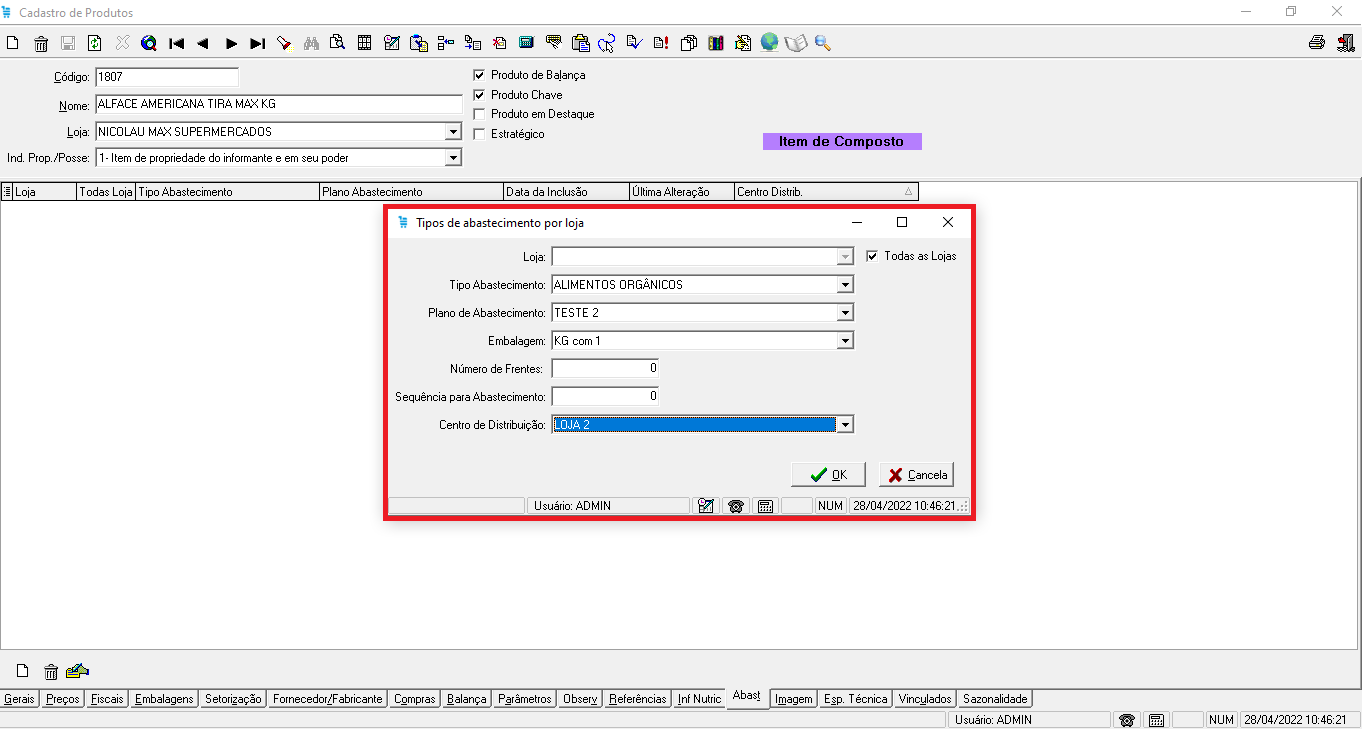 Cadastro de Produtos
Código: 1807
Nome: ALFACE AMERICANA TIRA MAX KG
Loja: NICOLAU MAX SUPERMERCADOS
Ind. Prop./Posse: 1- Item de propriedade do informante e em seu poder
Produto de Balança
Produto Chave
Produto em Destaque
Estratégico
Item de Composto
Loja Todas Loja Tipo Abastecimento Plano Abastecimento Data da Inclusão Última Alteração Centro Distrib.
Tipos de abastecimento por loja
Loja: Todas as Lojas
Tipo Abastecimento: ALIMENTOS ORGÂNICOS
Plano de Abastecimento: TESTE 2
Embalagem: KG com 1
Número de Frentes: 0
Sequência para Abastecimento: 0
Centro de Distribuição: LOJA 2
OK Cancela
Usuário: ADMIN NUM 28/04/2022 10:46:21
Gerais Preços Fiscais Embalagens Setorização Fornecedor/Fabricante Compras Balança Parâmetros Observ Referências Inf Nutric Abast Imagem Esp. Técnica Vinculados Sazonalidade
Usuário: ADMIN NUM 28/04/2022 10:46:21